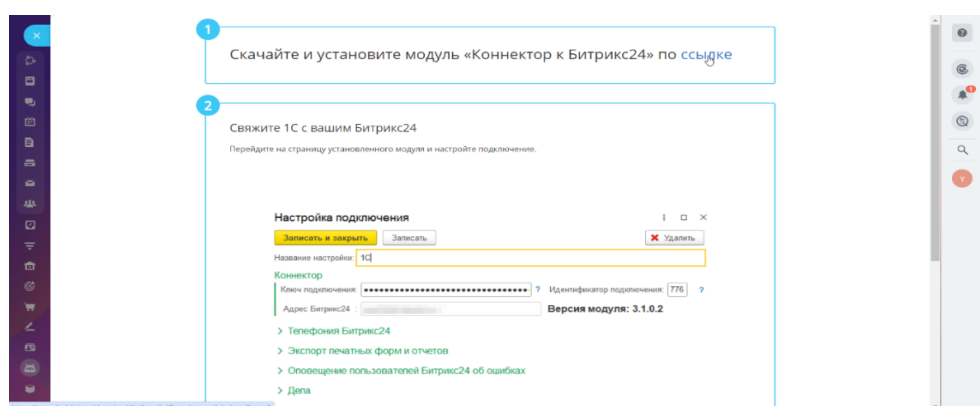 1
Скачайте и установите модуль «Коннектор к Битрикс24» по ссылке
2
Свяжите 1С с вашим Битрикс24
Перейдите на страницу установленного модуля и настройте подключение.
Настройка подключения
Записать и закрыть Записать Удалить
Название настройки: 1С
Коннектор
Ключ подключения: ? Идентификатор подключения: 776 ?
Адрес Битрикс24 : Версия модуля: 3.1.0.2
> Телефония Битрикс24
> Экспорт печатных форм и отчетов
> Оповещение пользователей Битрикс24 об ошибках
> Дела